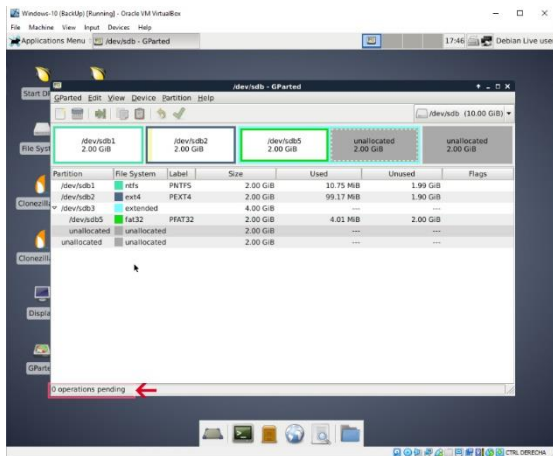 Windows-10 (BackUp) [Running] - Oracle VM VirtualBox
File Machine View Input Devices Help
Applications Menu : /dev/sdb - GParted
17:46 Debian Live user
/dev/sdb - GParted
GParted Edit View Device Partition Help
/dev/sdb (10.00 GiB)
/dev/sdb1
2.00 GiB
/dev/sdb2
2.00 GiB
/dev/sdb5
2.00 GiB
unallocated
2.00 GiB
unallocated
2.00 GiB
Partition File System Label Size Used Unused Flags
/dev/sdb1 ntfs PNTFS 2.00 GiB 10.75 MiB 1.99 GiB
/dev/sdb2 ext4 PEXT4 2.00 GiB 99.17 MiB 1.90 GiB
/dev/sdb3 extended 4.00 GiB --- ---
/dev/sdb5 fat32 PFAT32 2.00 GiB 4.01 MiB 2.00 GiB
unallocated unallocated 2.00 GiB --- ---
unallocated unallocated 2.00 GiB --- ---
0 operations pending
Start
File Syst
Clonezill
Clonezill
Displa
GParte
CTRL DERECHA